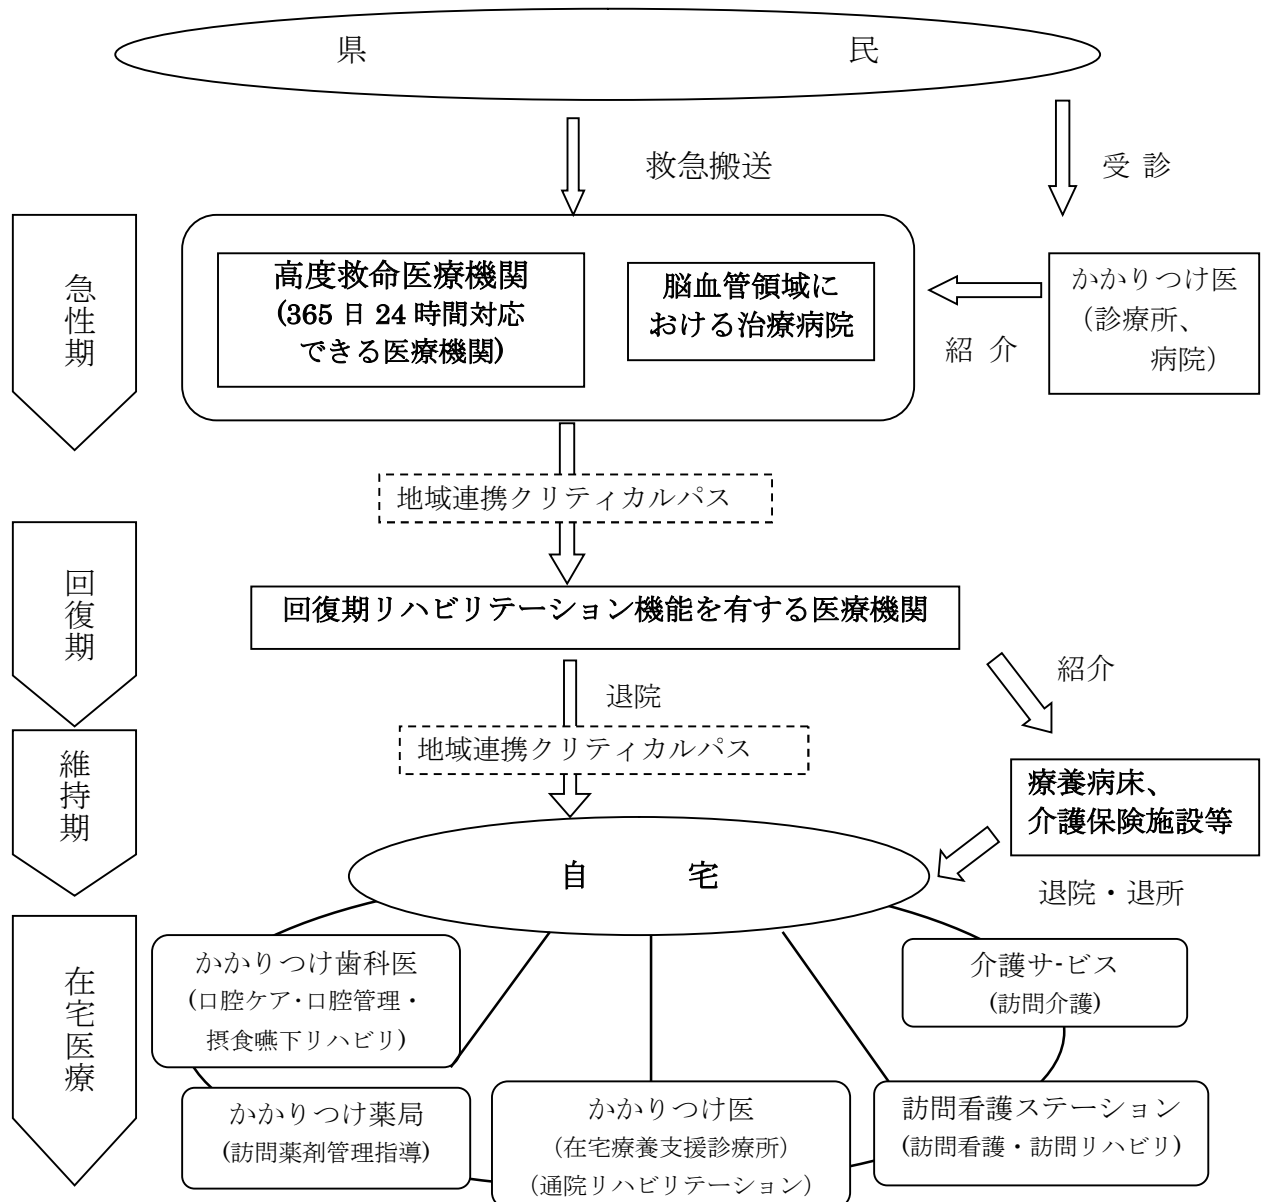 県 民
救急搬送
受 診
急性期
高度救命医療機関
(365 日 24 時間対応
できる医療機関)
脳血管領域に
おける治療病院
紹 介
かかりつけ医
（診療所、
病院）
地域連携クリティカルパス
回復期
回復期リハビリテーション機能を有する医療機関
退院
紹介
地域連携クリティカルパス
維持期
療養病床、
介護保険施設等
自 宅
退院・退所
在宅医療
かかりつけ歯科医
(口腔ケア・口腔管理・
摂食嚥下リハビリ)
介護サ-ビス
(訪問介護)
かかりつけ薬局
(訪問薬剤管理指導)
かかりつけ医
（在宅療養支援診療所）
（通院リハビリテーション）
訪問看護ステーション
(訪問看護・訪問リハビリ)